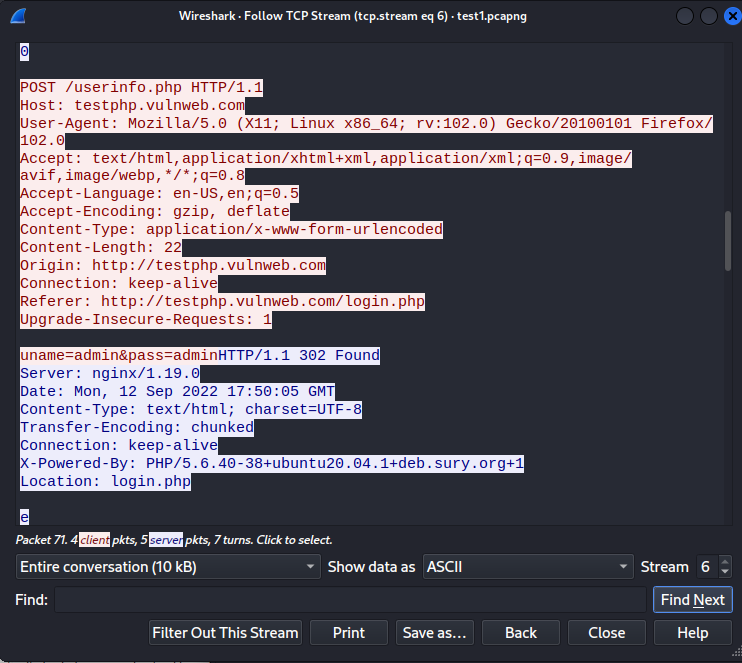 Wireshark · Follow TCP Stream (tcp.stream eq 6) · test1.pcapng
0
POST /userinfo.php HTTP/1.1
Host: testphp.vulnweb.com
User-Agent: Mozilla/5.0 (X11; Linux x86_64; rv:102.0) Gecko/20100101 Firefox/
102.0
Accept: text/html,application/xhtml+xml,application/xml;q=0.9,image/
avif,image/webp,*/*;q=0.8
Accept-Language: en-US,en;q=0.5
Accept-Encoding: gzip, deflate
Content-Type: application/x-www-form-urlencoded
Content-Length: 22
Origin: http://testphp.vulnweb.com
Connection: keep-alive
Referer: http://testphp.vulnweb.com/login.php
Upgrade-Insecure-Requests: 1
uname=admin&pass=adminHTTP/1.1 302 Found
Server: nginx/1.19.0
Date: Mon, 12 Sep 2022 17:50:05 GMT
Content-Type: text/html; charset=UTF-8
Transfer-Encoding: chunked
Connection: keep-alive
X-Powered-By: PHP/5.6.40-38+ubuntu20.04.1+deb.sury.org+1
Location: login.php
e
Packet 71. 4 client pkts, 5 server pkts, 7 turns. Click to select.
Entire conversation (10 kB) Show data as ASCII Stream 6
Find: Find Next
Filter Out This Stream Print Save as... Back Close Help